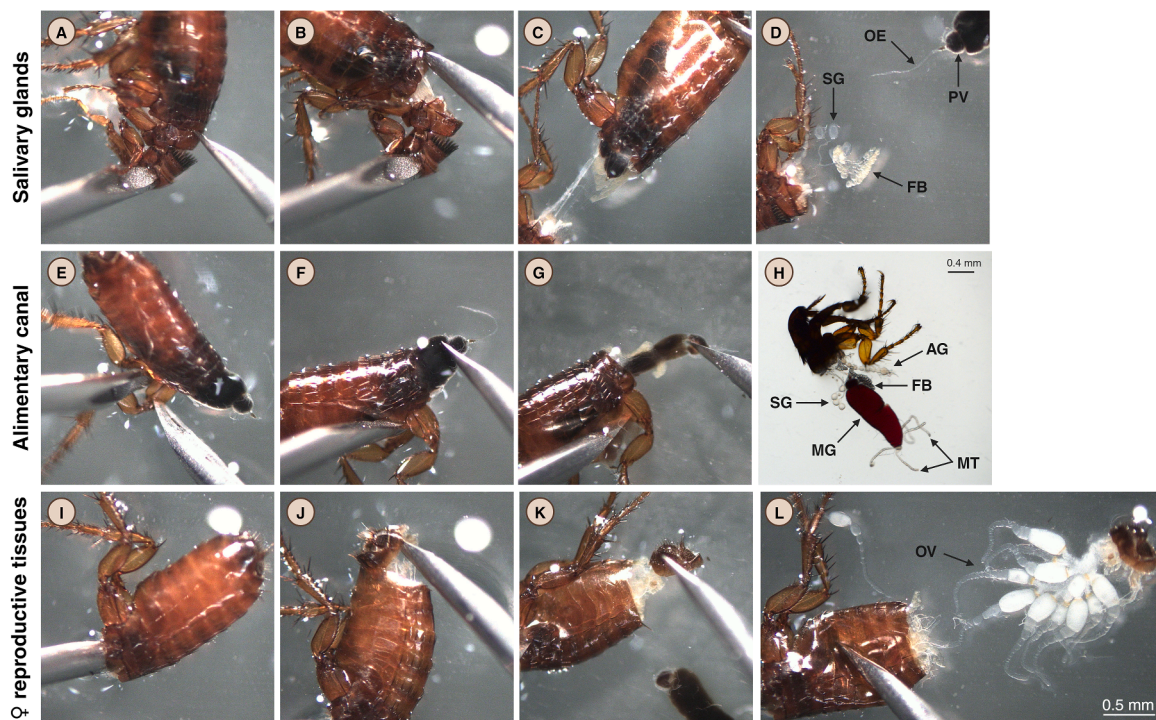 Salivary glands
A
B
C
D
OE
SG
PV
FB
Alimentary canal
E
F
G
H
0.4 mm
AG
FB
SG
MG
MT
♀ reproductive tissues
I
J
K
L
OV
0.5 mm